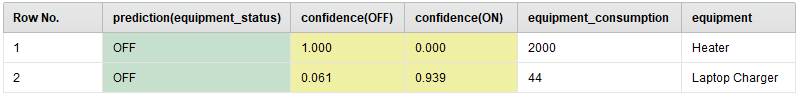 Row No. prediction(equipment_status) confidence(OFF) confidence(ON) equipment_consumption equipment
1 OFF 1.000 0.000 2000 Heater
2 OFF 0.061 0.939 44 Laptop Charger